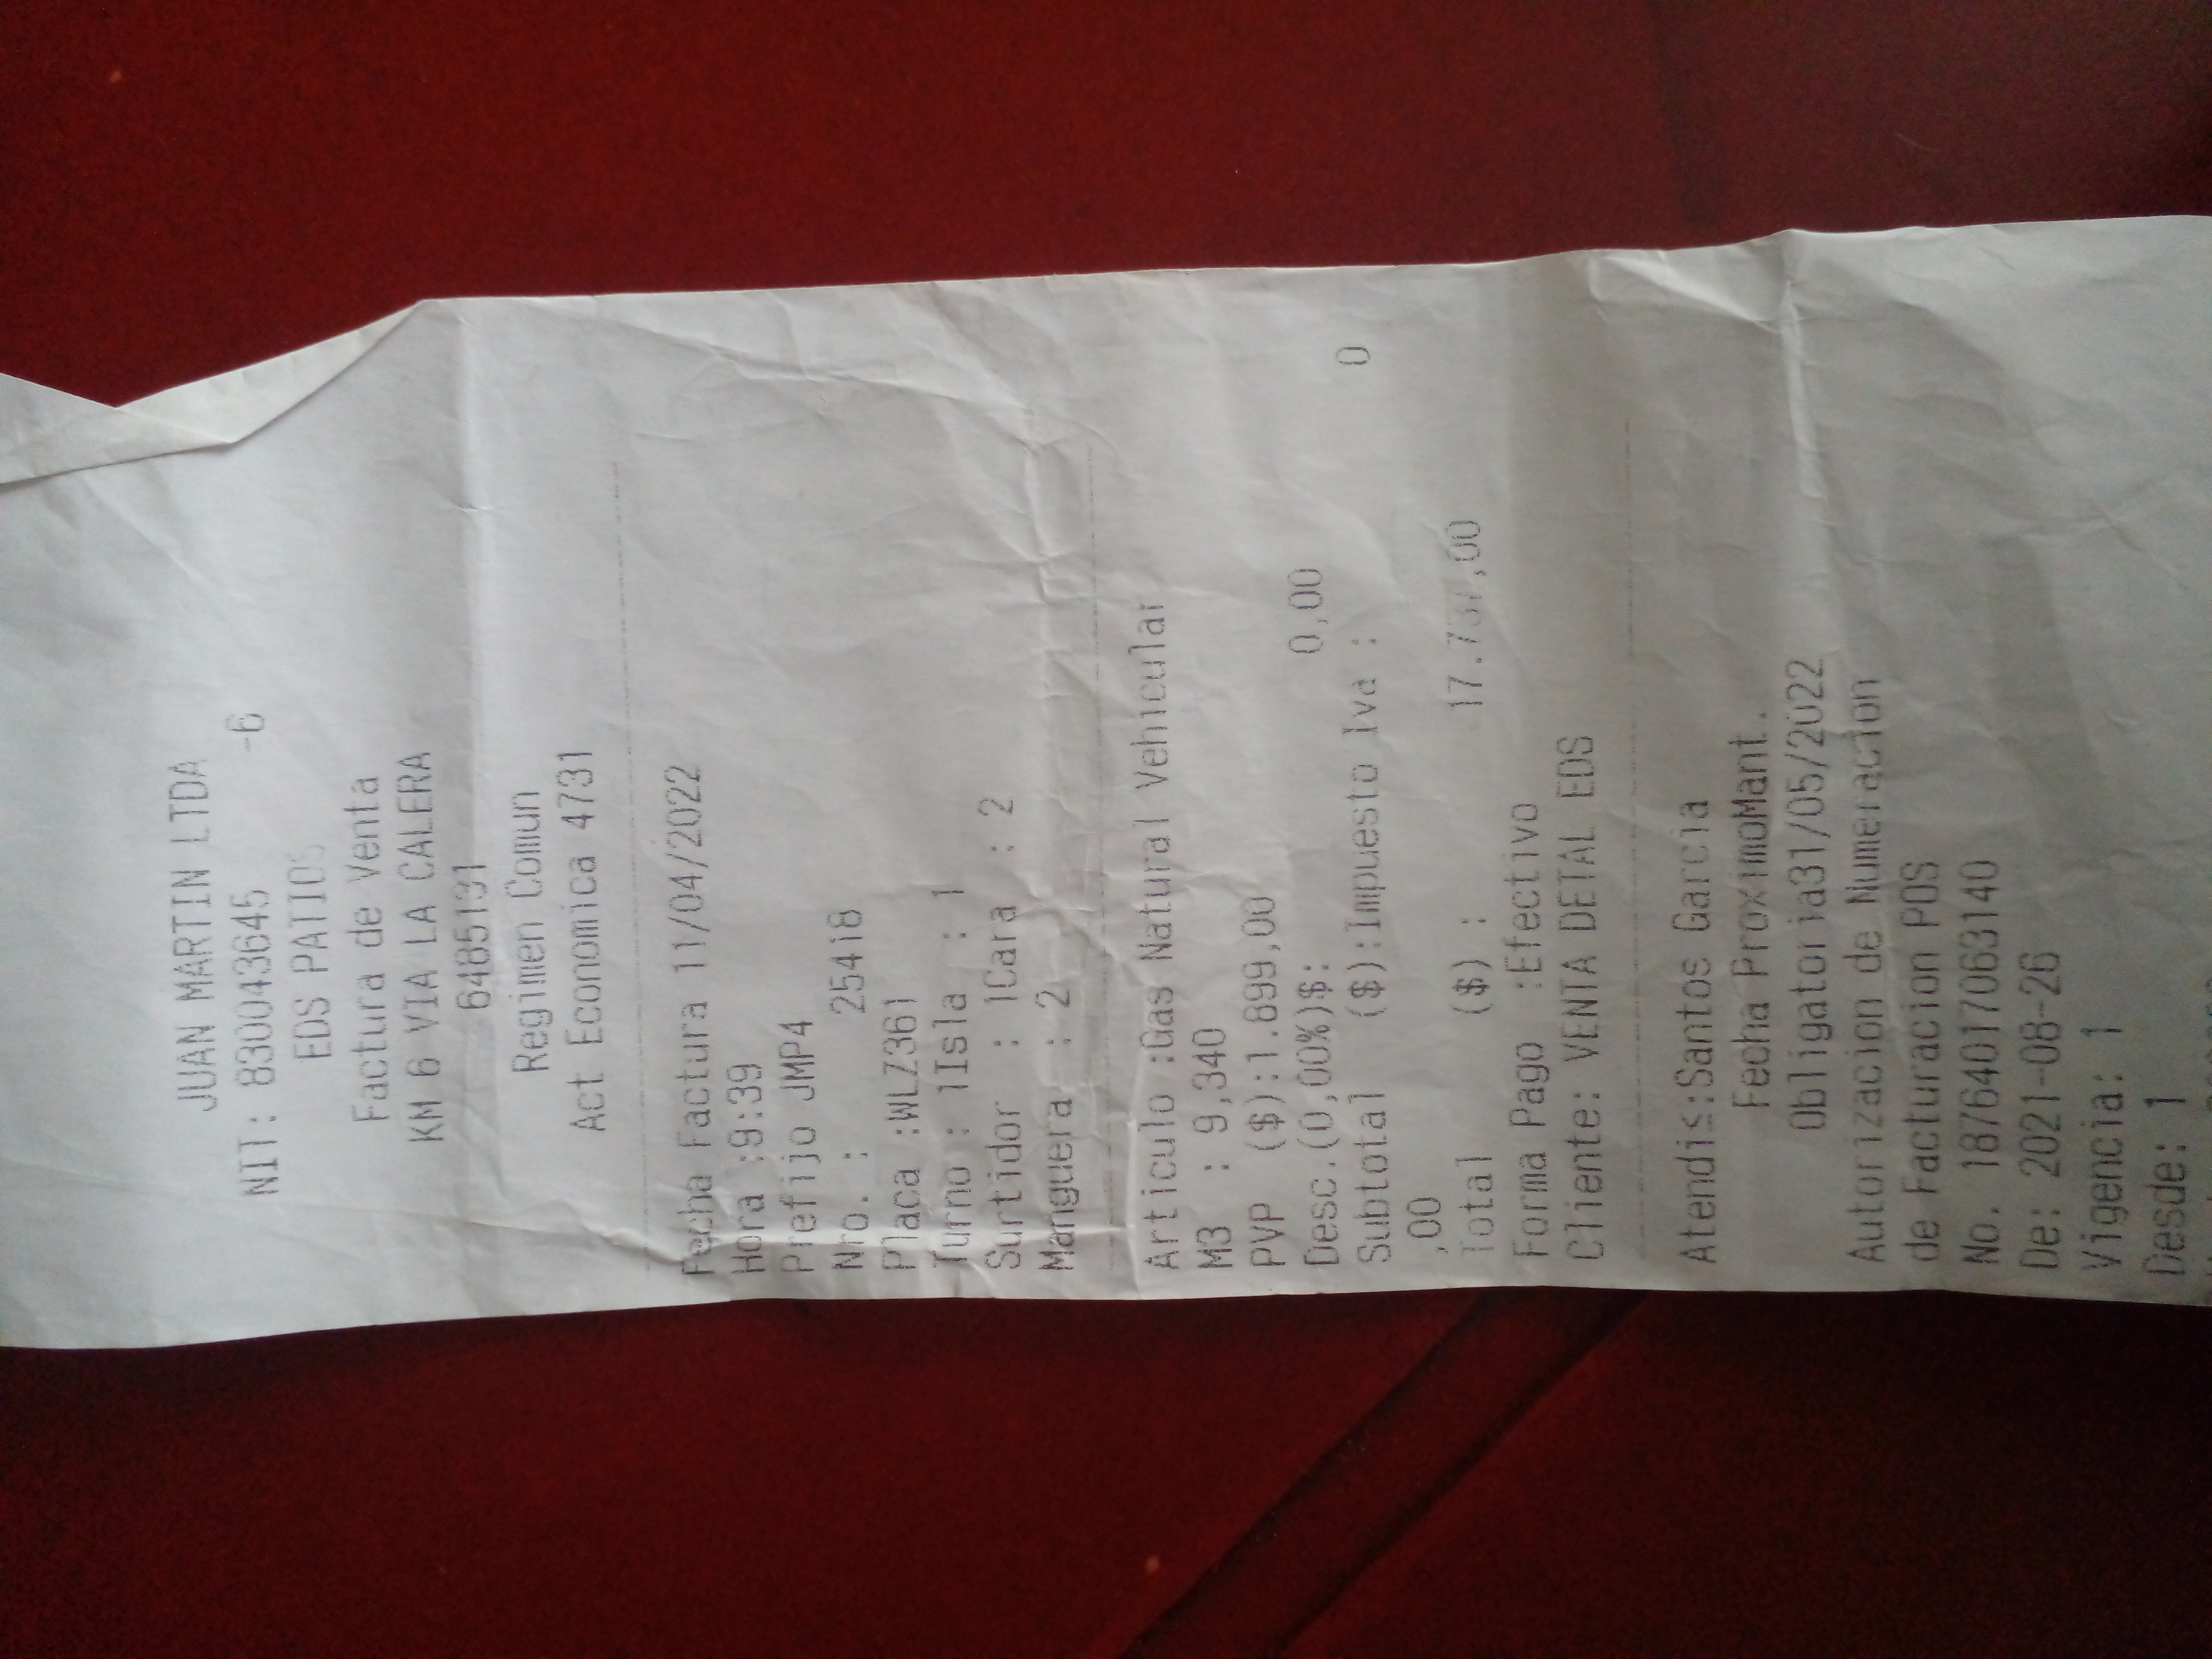 JUAN MARTIN LTDA
NIT: 830043645 -6
EDS PATIOS
Factura de Venta
KM 6 VIA LA CALERA
6485131
Regimen Comun
Act Economica 4731
Fecha Factura 11/04/2022
Hora :9:39
Prefijo JMP4
Nro. : 25418
Placa :WLZ361
Turno : 1Isla : 1
Surtidor : 1Cara : 2
Manguera : 2
Articulo :Gas Natural Vehicular
M3 : 9,340
PVP ($):1.899,00
Desc.(0,00%)$: 0,00
Subtotal ($):Impuesto Iva : 0
,00
Total ($) : 17.737,00
Forma Pago :Efectivo
Cliente: VENTA DETAL EDS
Atendis:Santos Garcia
Fecha ProximoMant.
Obligatoria31/05/2022
Autorizacion de Numeracion
de Facturacion POS
No. 18764017063140
De: 2021-08-26
Vigencia: 1
Desde: 1